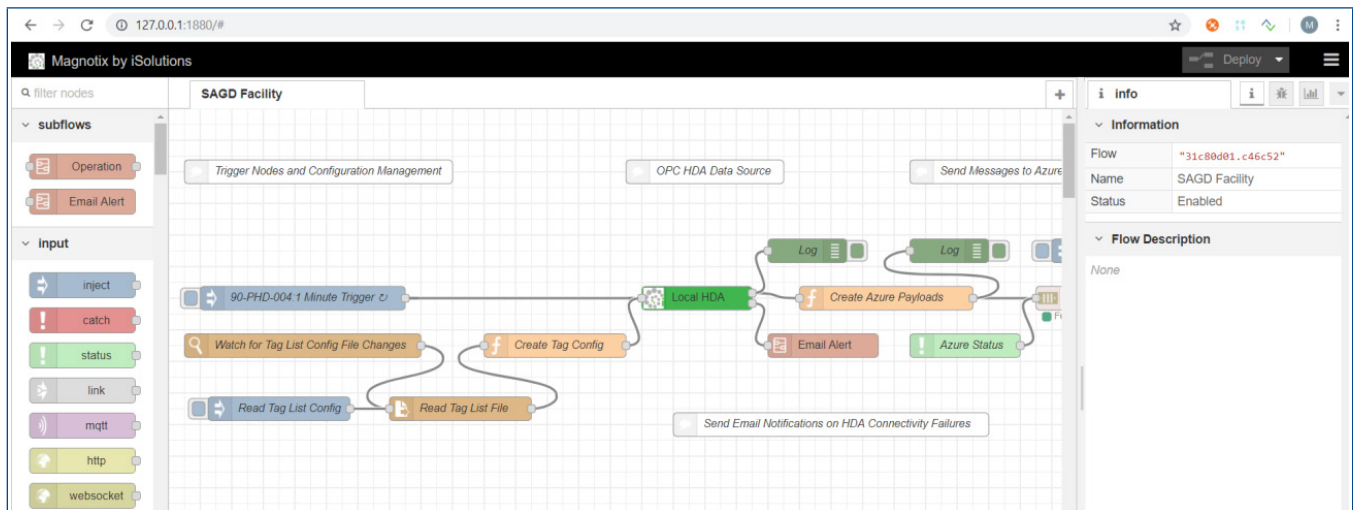 127.0.0.1:1880/#
M
Magnotix by iSolutions
Deploy
filter nodes
SAGD Facility
+
i info
i
subflows
Information
Operation
Trigger Nodes and Configuration Management
OPC HDA Data Source
Send Messages to Azure
Flow
"31c80d01.c46c52"
Name
SAGD Facility
Email Alert
Status
Enabled
input
Flow Description
Log
Log
None
inject
90-PHD-004:1 Minute Trigger ↻
Local HDA
Create Azure Payloads
catch
Watch for Tag List Config File Changes
Create Tag Config
Email Alert
Azure Status
status
link
Read Tag List Config
Read Tag List File
mqtt
Send Email Notifications on HDA Connectivity Failures
http
websocket